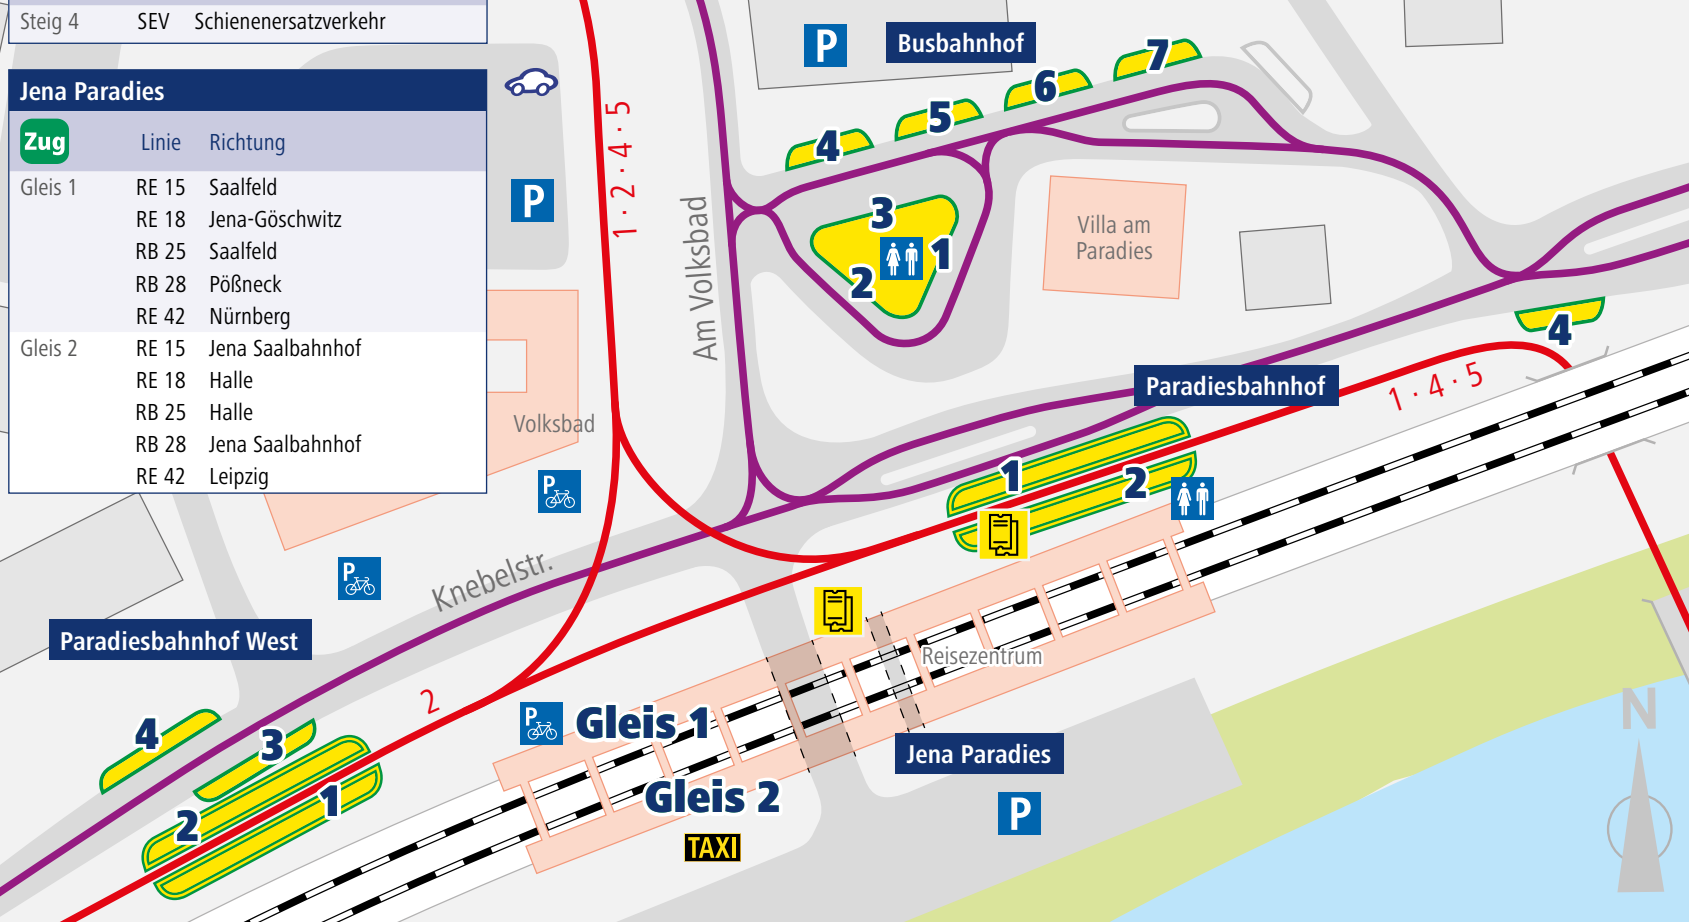 Steig 4 SEV Schienenersatzverkehr
Jena Paradies
Zug Linie Richtung
Gleis 1 RE 15 Saalfeld
RE 18 Jena-Göschwitz
RB 25 Saalfeld
RB 28 Pößneck
RE 42 Nürnberg
Gleis 2 RE 15 Jena Saalbahnhof
RE 18 Halle
RB 25 Halle
RB 28 Jena Saalbahnhof
RE 42 Leipzig
P
Busbahnhof
7
6
5
4
3
1
2
P
1 · 2 · 4 · 5
Am Volksbad
Villa am
Paradies
4
Paradiesbahnhof
1 · 4 · 5
Volksbad
1
2
P
P
Knebelstr.
Paradiesbahnhof West
Reisezentrum
2
4
3
2
1
P
Gleis 1
Gleis 2
Jena Paradies
TAXI
P
N